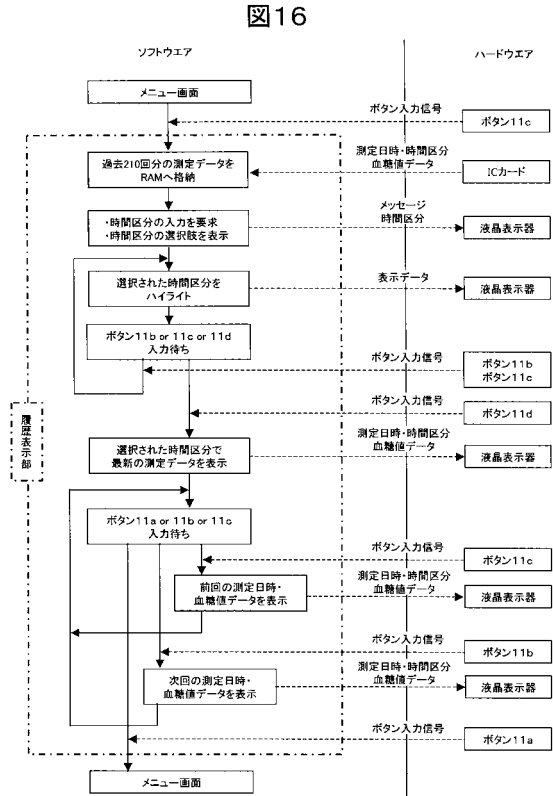 図16
ソフトウエア
ハードウエア
メニュー画面
ボタン入力信号
ボタン11c
過去210回分の測定データを
RAMへ格納
測定日時・時間区分
血糖値データ
ICカード
・時間区分の入力を要求
・時間区分の選択肢を表示
メッセージ
時間区分
液晶表示器
選択された時間区分を
ハイライト
表示データ
液晶表示器
ボタン11b or 11c or 11d
入力待ち
ボタン入力信号
ボタン11b
ボタン11c
ボタン入力信号
ボタン11d
履歴表示部
選択された時間区分で
最新の測定データを表示
測定日時・時間区分
血糖値データ
液晶表示器
ボタン11a or 11b or 11c
入力待ち
ボタン入力信号
ボタン11c
前回の測定日時・
血糖値データを表示
測定日時・時間区分
血糖値データ
液晶表示器
ボタン入力信号
ボタン11b
次回の測定日時・
血糖値データを表示
測定日時・時間区分
血糖値データ
液晶表示器
ボタン入力信号
ボタン11a
メニュー画面